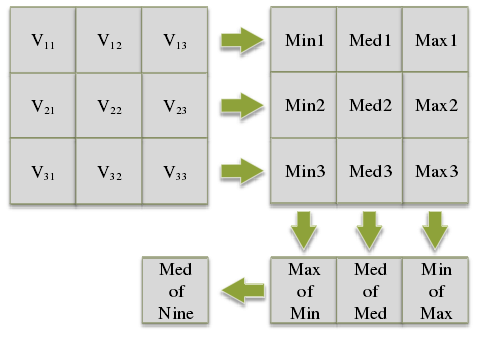 V11 V12 V13 Min1 Med1 Max1
V21 V22 V23 Min2 Med2 Max2
V31 V32 V33 Min3 Med3 Max3
Med Max Med Min
of of of of
Nine Min Med Max